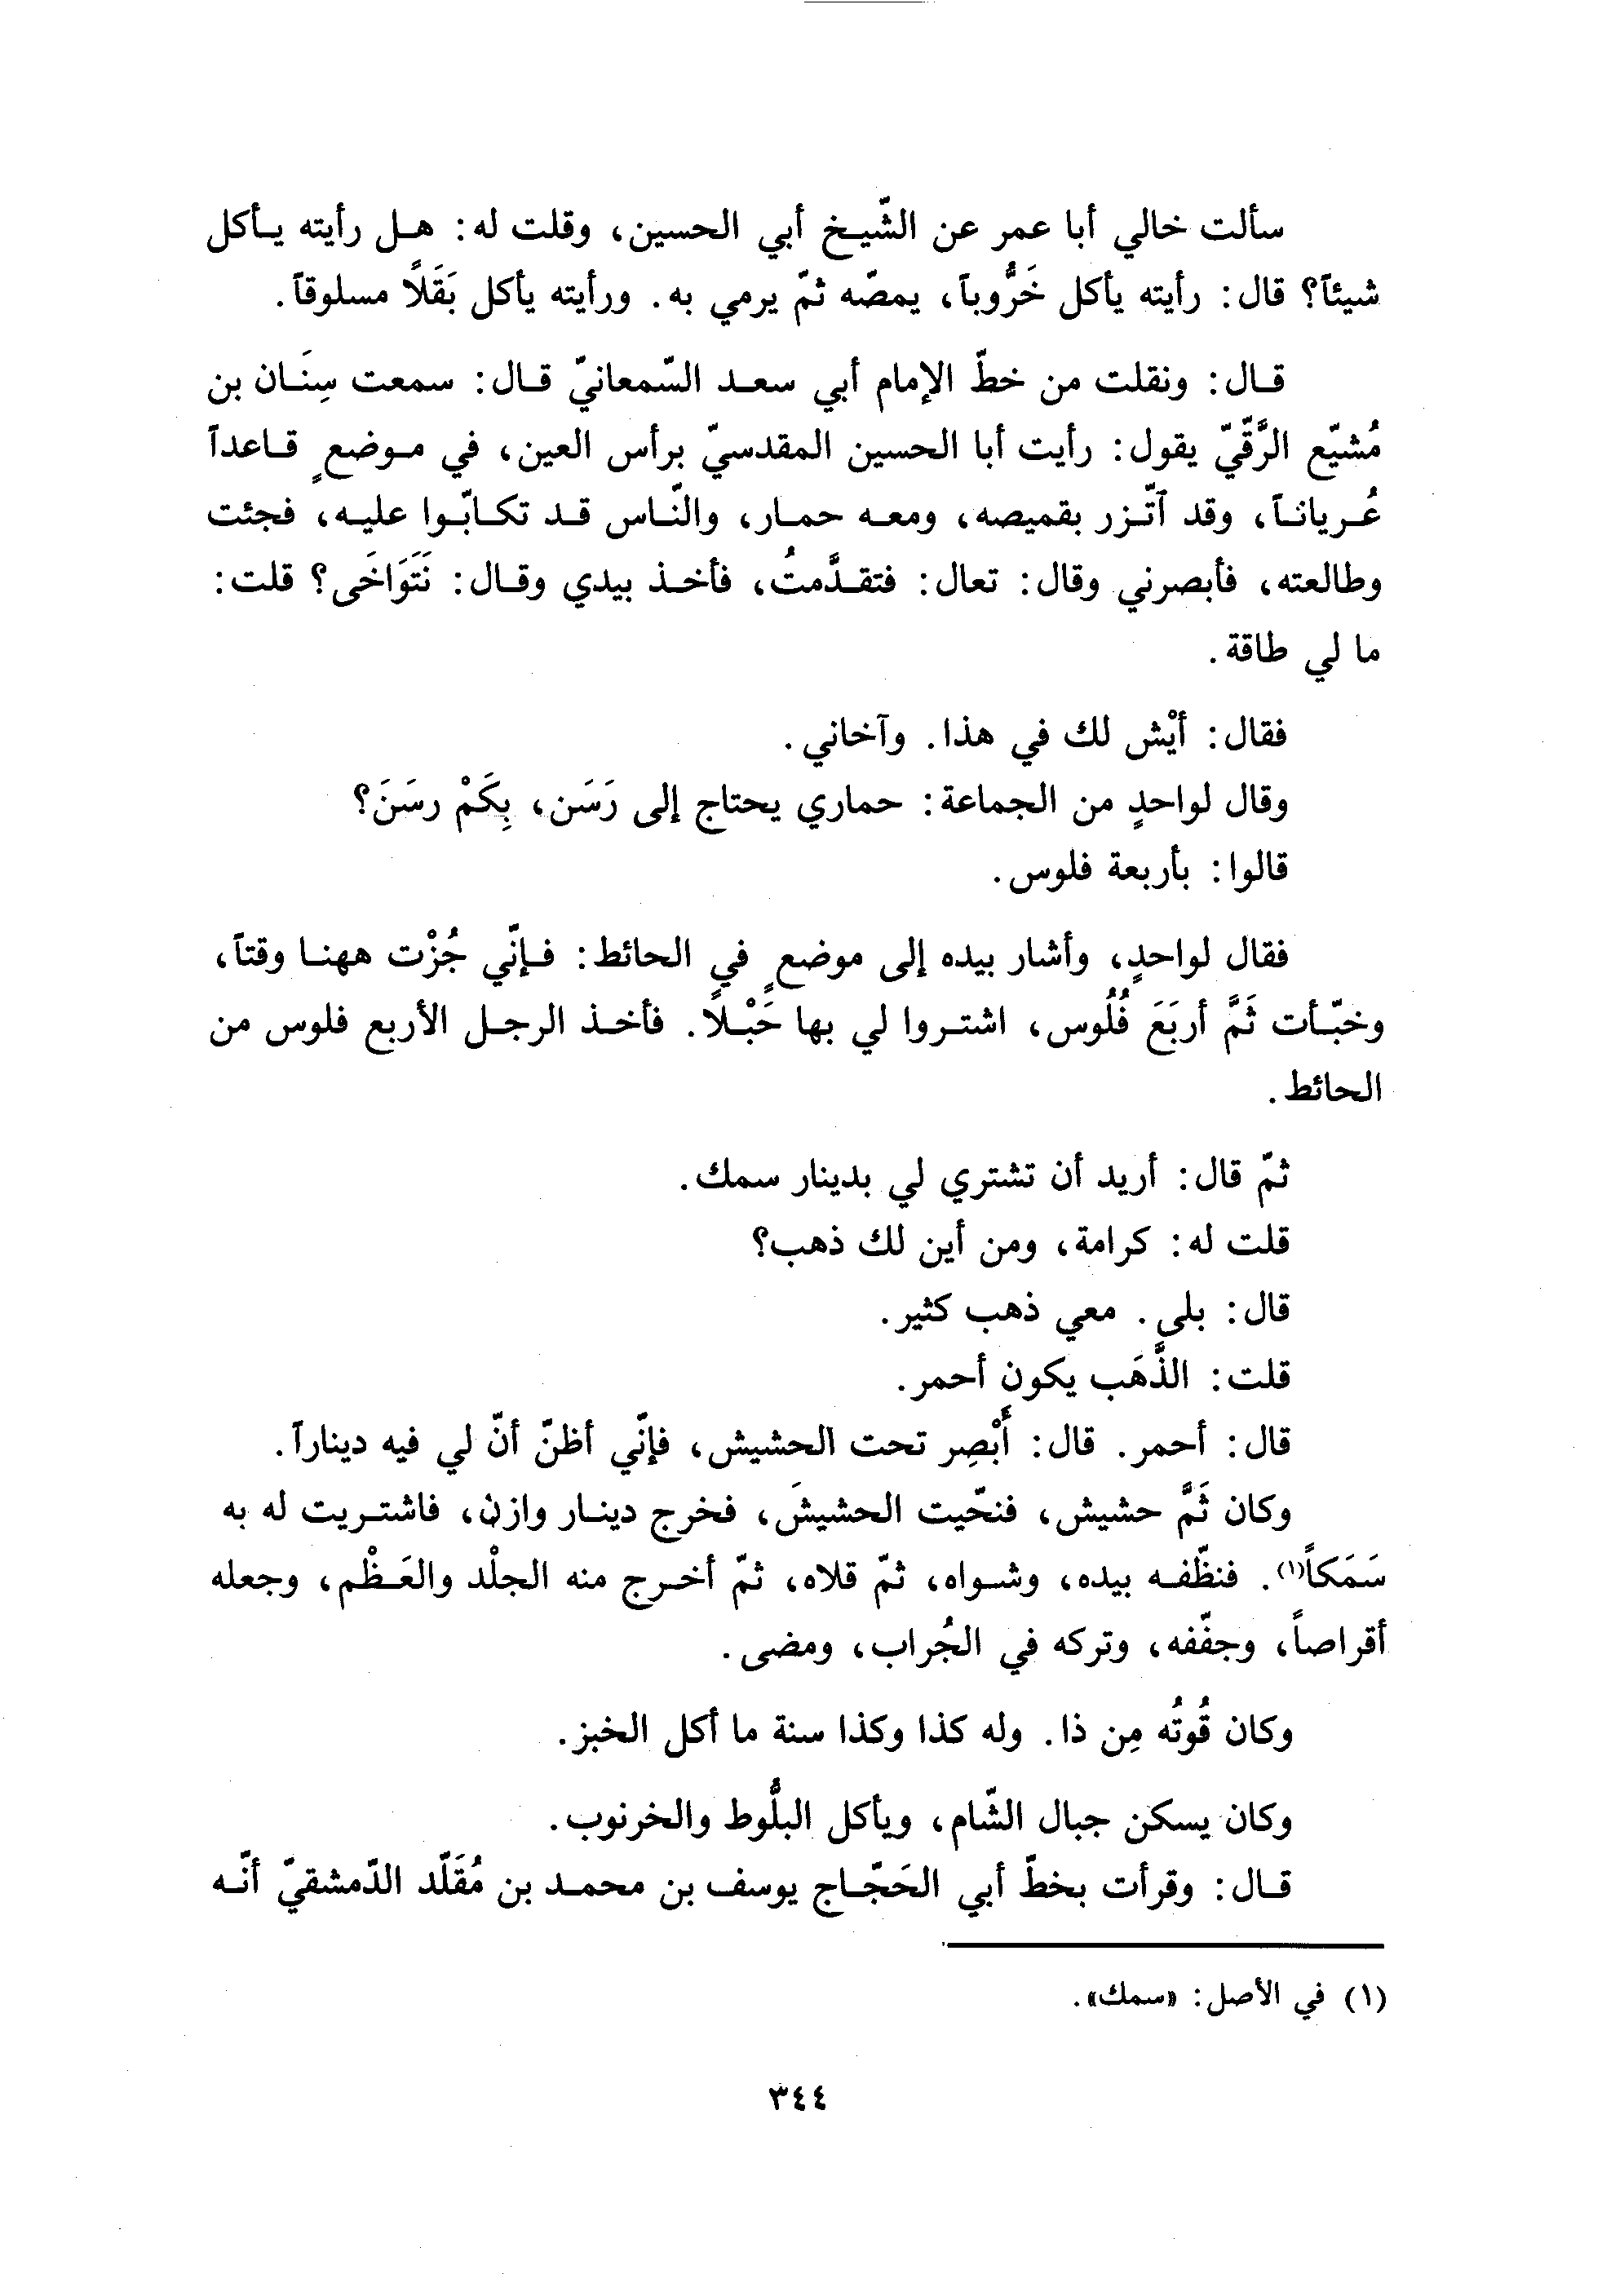 سألت خالي أبا عمر عن الشّيخ أبي الحسين، وقلت له: هل رأيته يأكل
شيئاً؟ قال: رأيته يأكل خَرُّوباً، يمصّه ثمّ يرمي به. ورأيته يأكل بَقَلًا مسلوقاً.
قال: ونقلت من خطّ الإمام أبي سعد السّمعانيّ قال: سمعت سِنَان بن
مُشيّع الرَّقّيّ يقول: رأيت أبا الحسين المقدسيّ برأس العين، في موضعٍ قاعداً
عُرياناً، وقد آتّزر بقميصه، ومعه حمار، والنّاس قد تكابّوا عليه، فجئت
وطالعته، فأبصرني وقال: تعال: فتقدَّمتُ، فأخذ بيدي وقال: نَتَوَاخَى؟ قلت:
ما لي طاقة.
فقال: أيْش لك في هذا. وآخاني.
وقال لواحدٍ من الجماعة: حماري يحتاج إلى رَسَن، بِكَمْ رسَنَ؟
قالوا: بأربعة فلوس.
فقال لواحدٍ، وأشار بيده إلى موضعٍ في الحائط: فإنّي جُزْت ههنا وقتاً،
وخبّأت ثَمَّ أربَعَ فُلُوس، اشتروا لي بها حَبْلًا. فأخذ الرجل الأربع فلوس من
الحائط.
ثمّ قال: أريد أن تشتري لي بدينار سمك.
قلت له: كرامة، ومن أين لك ذهب؟
قال: بلى. معي ذهب كثير.
قلت: الذَّهَب يكون أحمر.
قال: أحمر. قال: أَبْصِر تحت الحشيش، فإنّي أظنّ أنّ لي فيه ديناراً.
وكان ثَمَّ حشيش، فنحّيت الحشيشَ، فخرج دينار وازن، فاشتريت له به
سَمَكاً(١). فنظّفه بيده، وشواه، ثمّ قلاه، ثمّ أخرج منه الجلْد والعَظْم، وجعله
أقراصاً، وجفّفه، وتركه في الجُراب، ومضى.
وكان قُوتُه مِن ذا. وله كذا وكذا سنة ما أكل الخبز.
وكان يسكن جبال الشّام، ويأكل البلُّوط والخرنوب.
قال: وقرأت بخطّ أبي الحَجّاج يوسف بن محمد بن مُقَلّد الدّمشقيّ أنّه
(١) في الأصل: «سمك».
٣٤٤